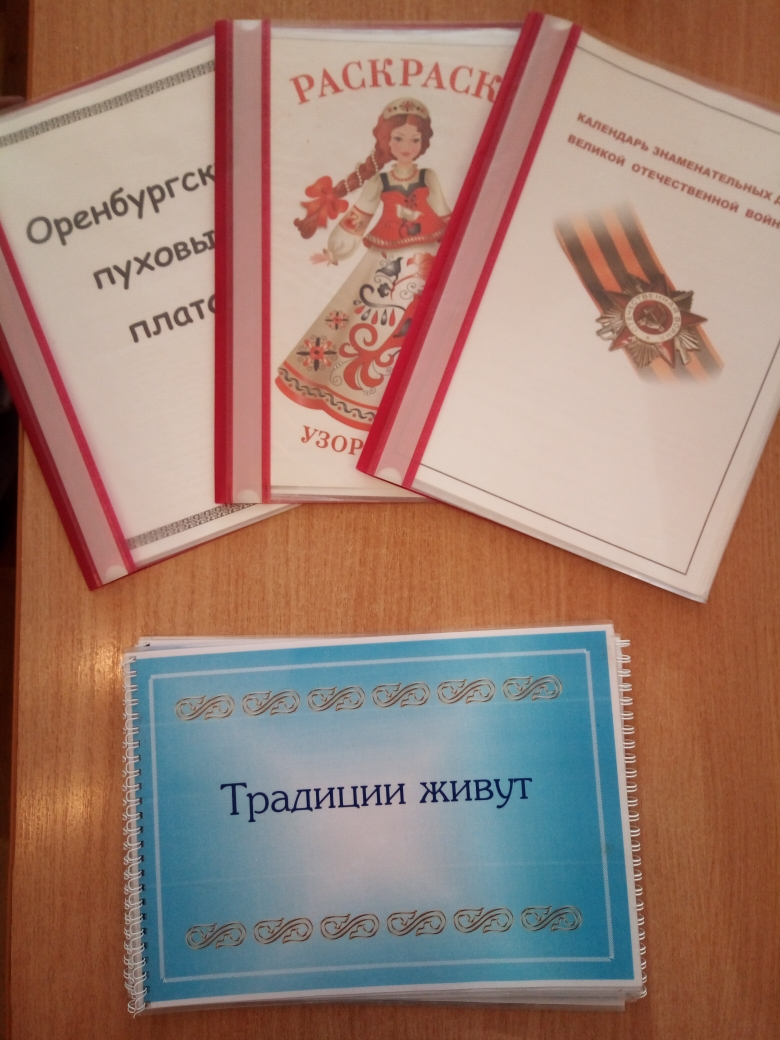 Оренбургск
пуховы
плато
РАСКРАСК
УЗОР
КАЛЕНДАРЬ ЗНАМЕНАТЕЛЬНЫХ Д
ВЕЛИКОЙ ОТЕЧЕСТВЕННОЙ ВОЙН
Традиции живут